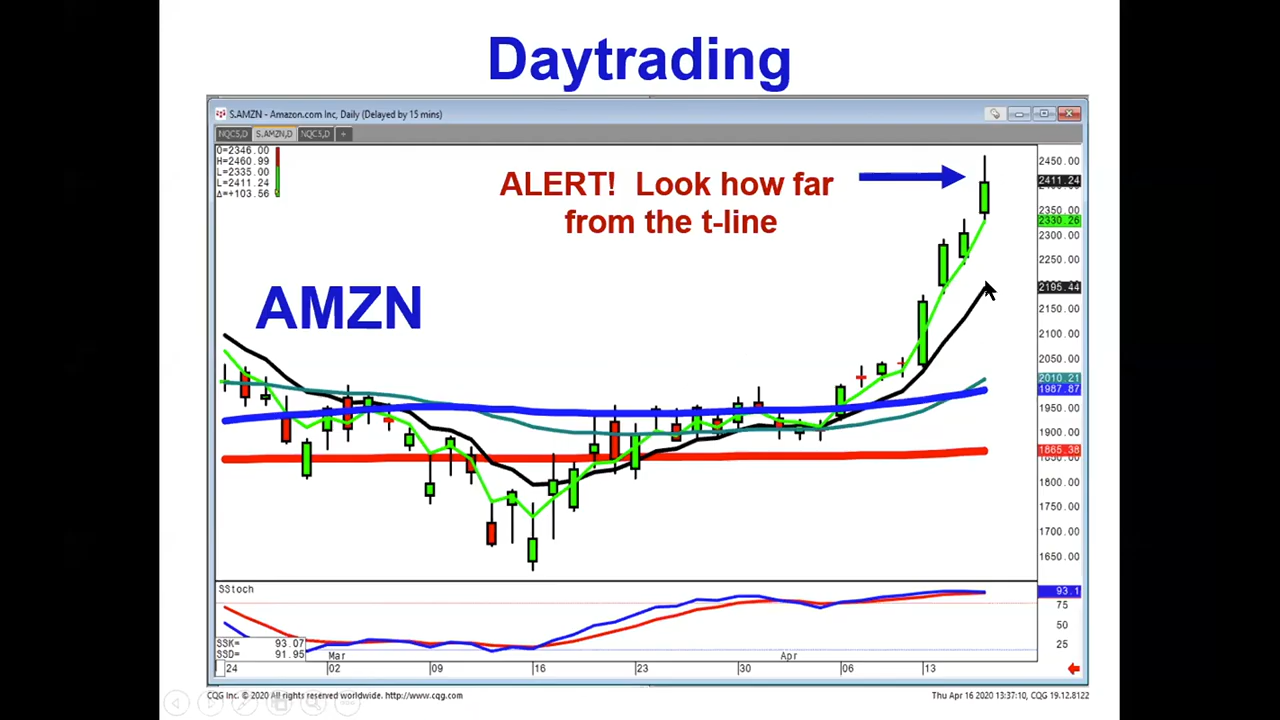 Daytrading
S.AMZN - Amazon.com Inc, Daily (Delayed by 15 mins)
NQC5,D S.AMZN,D NQC5,D +
O=2346.00
H=2460.99
L=2335.00
L=2411.24
Δ=+103.56
ALERT! Look how far
from the t-line
AMZN
2450.00
2411.24
2350.00
2330.26
2300.00
2250.00
2195.44
2150.00
2100.00
2050.00
2010.21
1987.87
1950.00
1900.00
1865.38
1800.00
1750.00
1700.00
1650.00
SStoch
93.1
75
50
25
SSK= 93.07
SSD= 91.95
Mar Apr
24 02 09 16 23 30 06 13
CQG Inc. © 2020 All rights reserved worldwide. http://www.cqg.com
Thu Apr 16 2020 13:37:10, CQG 19.12.8122